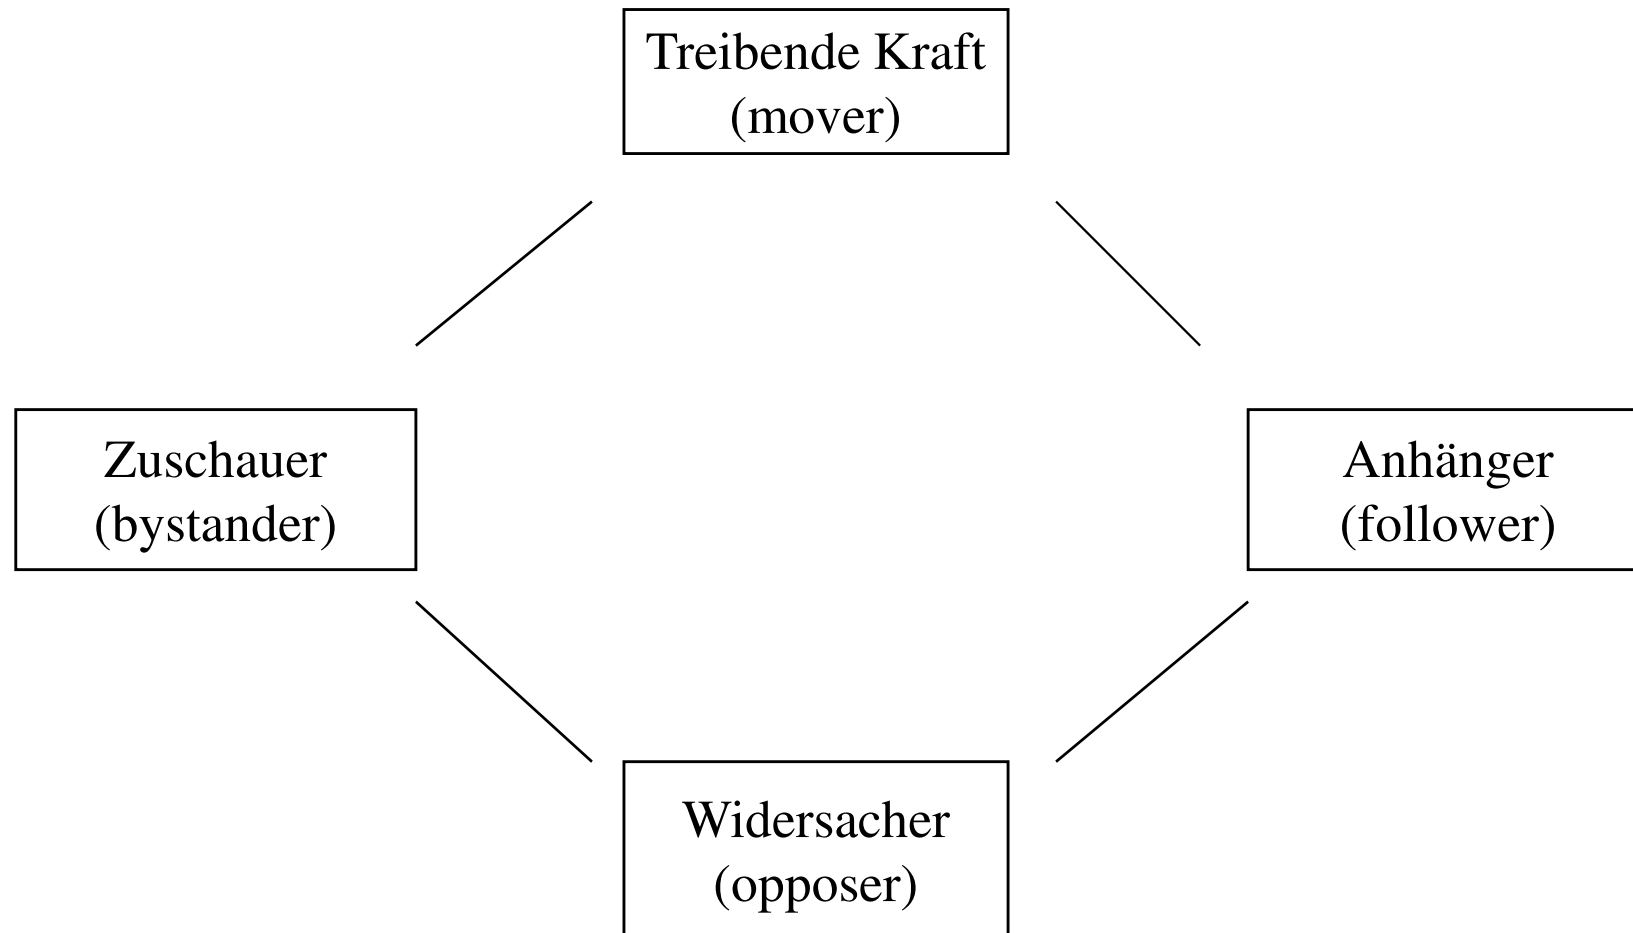 Treibende Kraft
(mover)
Zuschauer
(bystander)
Anhänger
(follower)
Widersacher
(opposer)